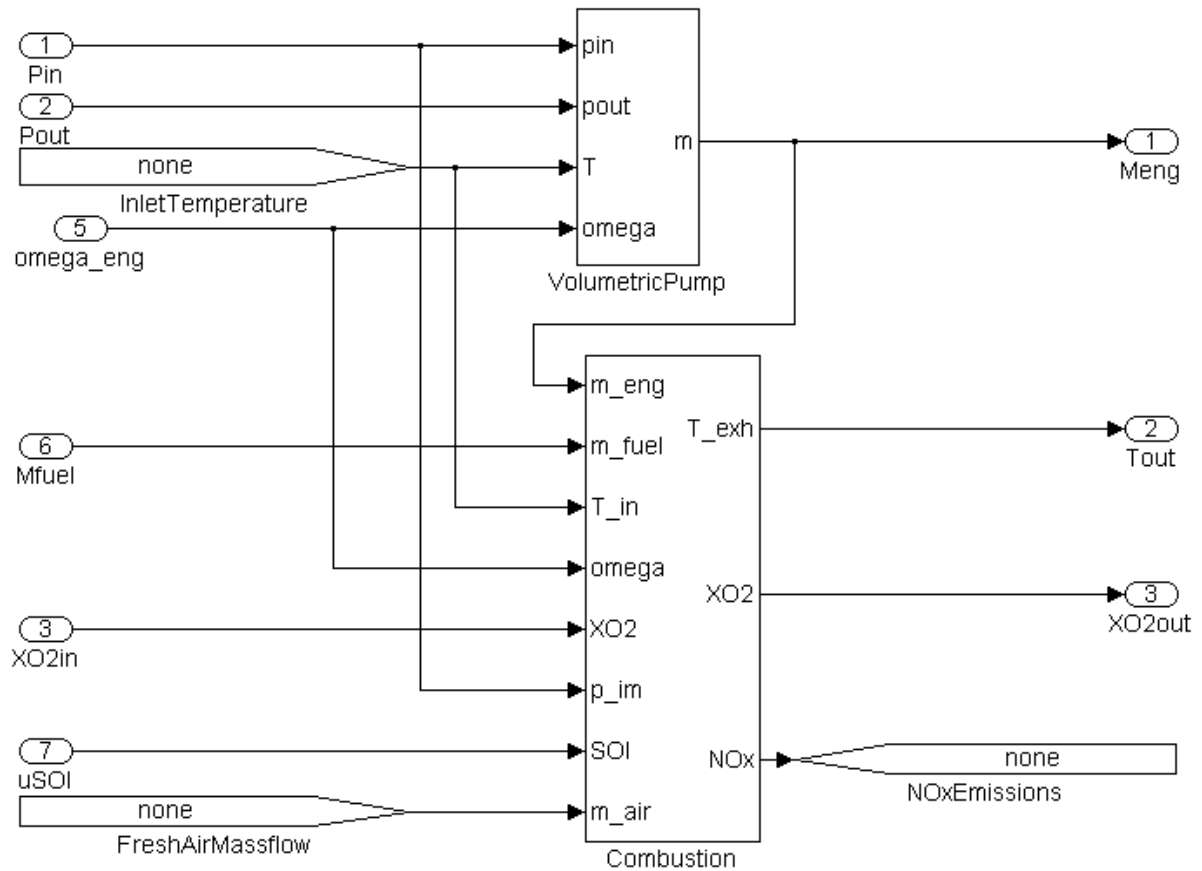 1
Pin
2
Pout
none
InletTemperature
5
omega_eng
pin
pout
T
omega
m
VolumetricPump
1
Meng
6
Mfuel
3
XO2in
7
uSOI
none
FreshAirMassflow
m_eng
m_fuel
T_in
omega
XO2
p_im
SOI
m_air
T_exh
XO2
NOx
Combustion
2
Tout
3
XO2out
none
NOxEmissions